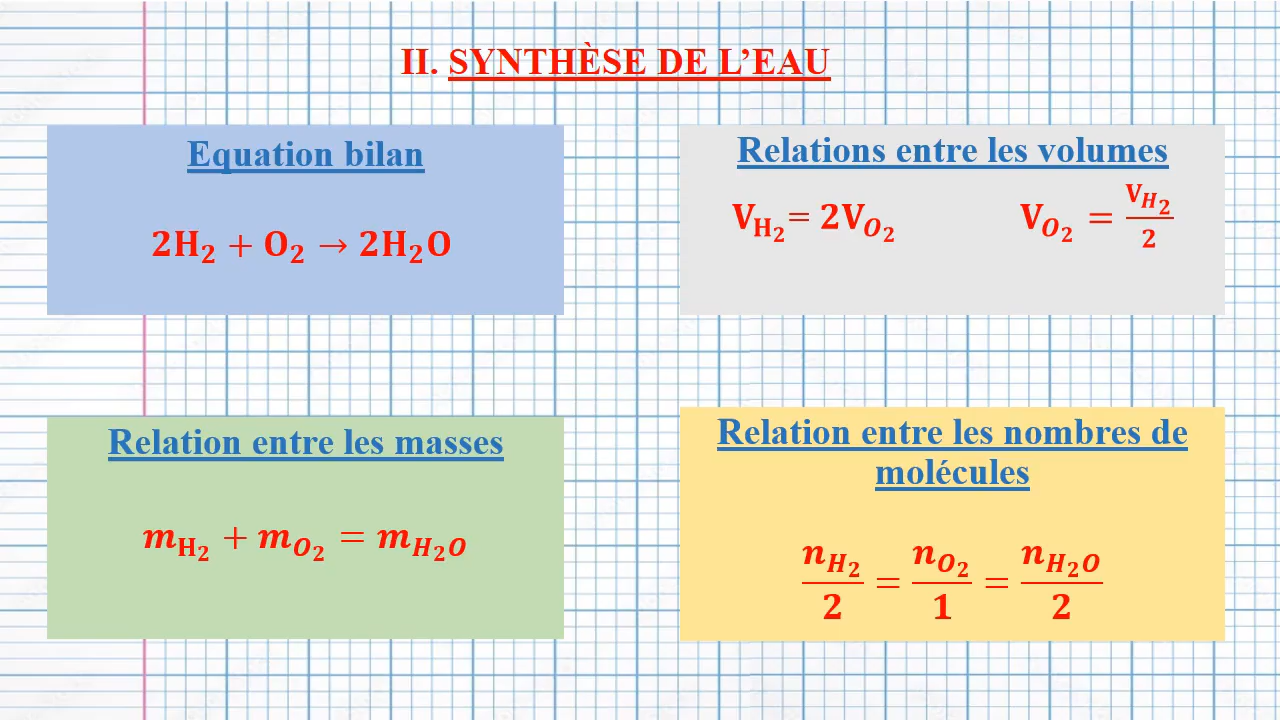 II. SYNTHÈSE DE L’EAU
Equation bilan
2H₂ + O₂ → 2H₂O
Relations entre les volumes
V_H₂ = 2V_O₂
V_O₂ = V_H₂/2
Relation entre les masses
m_H₂ + m_O₂ = m_H₂O
Relation entre les nombres de
molécules
n_H₂/2 = n_O₂/1 = n_H₂O/2